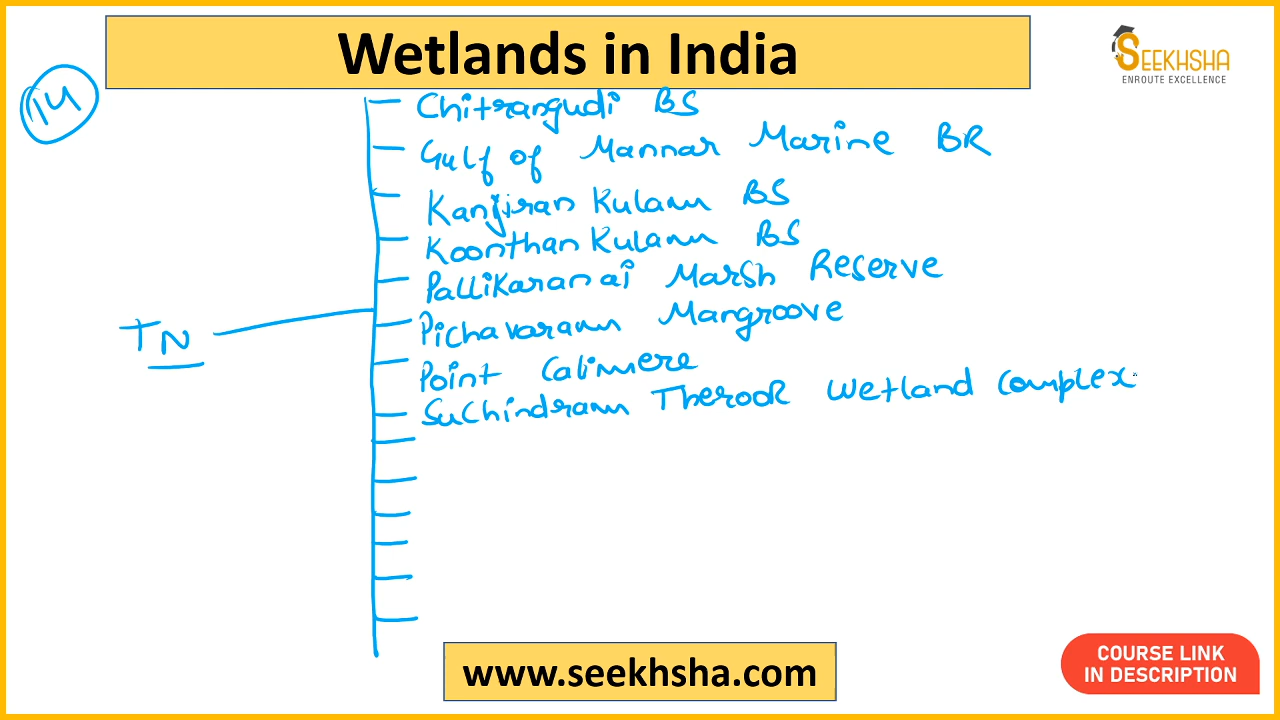 Wetlands in India
SEEKHSHA
ENROUTE EXCELLENCE
14
Chitrangudi BS
Gulf of Mannar Marine BR
Kanjiran Kulam BS
Koonthan Kulam BS
Pallikaranai Marsh Reserve
Pichavaram Mangroove
Point Calimere
Suchindram Therook Wetland Complex
TN
www.seekhsha.com
COURSE LINK
IN DESCRIPTION